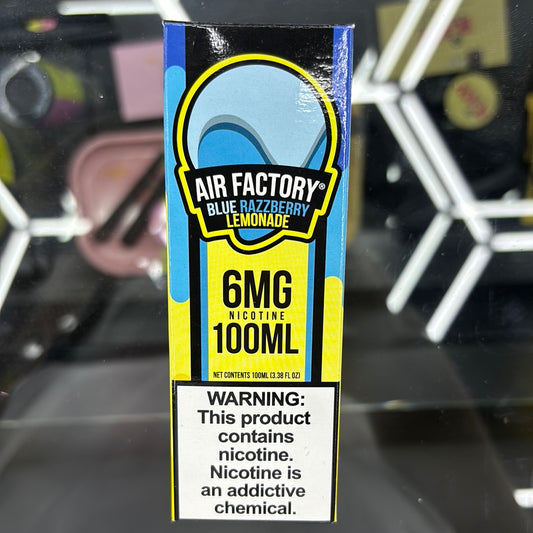 AIR FACTORY®
BLUE RAZZBERRY
LEMONADE
6MG
NICOTINE
100ML
NET CONTENTS 100ML (3.38 FL OZ)
WARNING:
This product
contains
nicotine.
Nicotine is
an addictive
chemical.